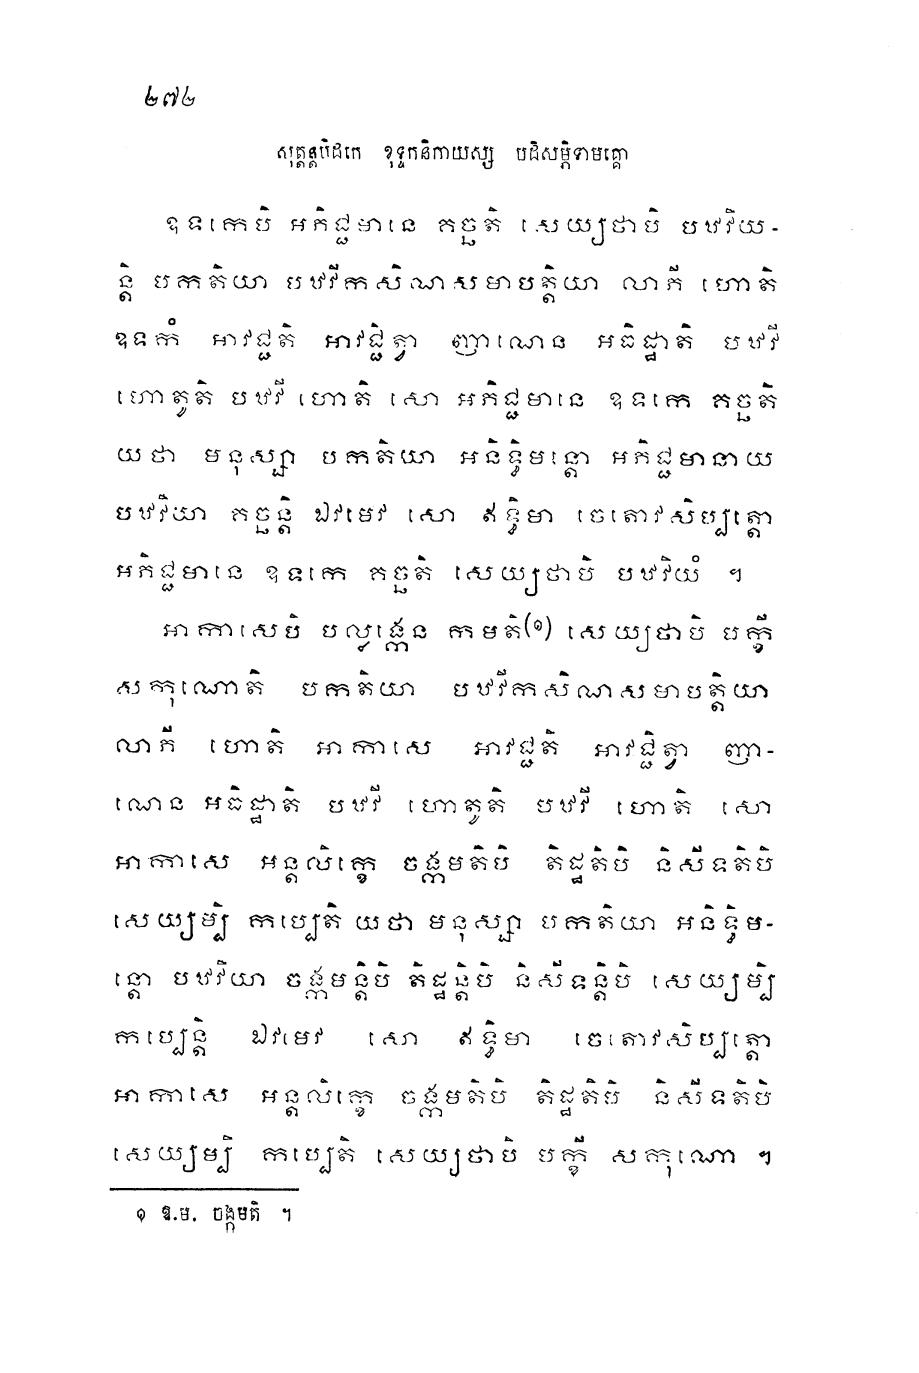 ២៧២
សុត្តន្តបិដកេ ខុទ្ទកនិកាយស្ស បដិសម្ភិទាមគ្គោ
ឧទកេបិ អភិជ្ជមានេ គច្ឆតិ សេយ្យថាបិ បឋវិយ-
ន្តិ បកតិយា បឋវីកសិណសមាបត្តិយា លាភី ហោតិ
ឧទកំ អាវជ្ជតិ អាវជ្ជិត្វា ញាណេន អធិដ្ឋាតិ បឋវី
ហោតូតិ បឋវី ហោតិ សោ អភិជ្ជមានេ ឧទកេ គច្ឆតិ
យថា មនុស្សា បកតិយា អនិទ្ធិមន្តោ អភិជ្ជមានាយ
បឋវិយា គច្ឆន្តិ ឯវមេវ សោ ឥទ្ធិមា ចេតោវសិប្បត្តោ
អភិជ្ជមានេ ឧទកេ គច្ឆតិ សេយ្យថាបិ បឋវិយំ ។
អាកាសេបិ បល្លង្កេន កមតិ(១) សេយ្យថាបិ បក្ខី
សកុណោតិ បកតិយា បឋវីកសិណសមាបត្តិយា
លាភី ហោតិ អាកាសេ អាវជ្ជតិ អាវជ្ជិត្វា ញា-
ណេន អធិដ្ឋាតិ បឋវី ហោតូតិ បឋវី ហោតិ សោ
អាកាសេ អន្តលិក្ខេ ចង្កមតិបិ តិដ្ឋតិបិ និសីទតិបិ
សេយ្យម្បិ កប្បេតិ យថា មនុស្សា បកតិយា អនិទ្ធិម-
ន្តោ បឋវិយា ចង្កមន្តិបិ តិដ្ឋន្តិបិ និសីទន្តិបិ សេយ្យម្បិ
កប្បេន្តិ ឯវមេវ សោ ឥទ្ធិមា ចេតោវសិប្បត្តោ
អាកាសេ អន្តលិក្ខេ ចង្កមតិបិ តិដ្ឋតិបិ និសីទតិបិ
សេយ្យម្បិ កប្បេតិ សេយ្យថាបិ បក្ខី សកុណោ ។
១ ឱ.ម. ចង្កមតិ ។